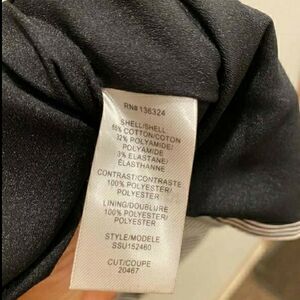 RN# 136324
SHELL/SHELL
65% COTTON/COTON
32% POLYAMIDE/
POLYAMIDE
3% ELASTANE/
ÉLASTHANNE
CONTRAST/CONTRASTE
100% POLYESTER/
POLYESTER
LINING/DOUBLURE
100% POLYESTER/
POLYESTER
STYLE/MODELE
SSU152460
CUT/COUPE
20467